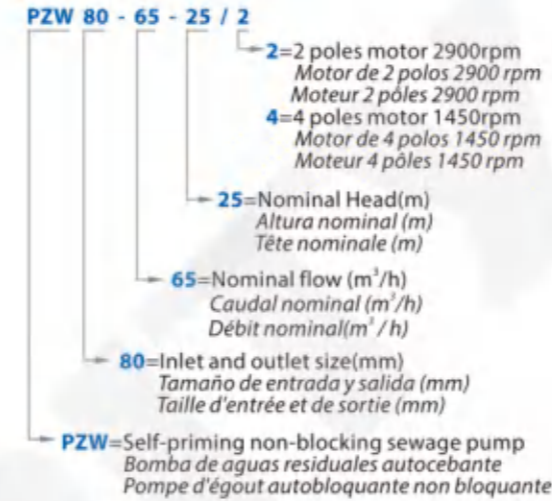 PZW 80 - 65 - 25 / 2
2=2 poles motor 2900rpm
Motor de 2 polos 2900 rpm
Moteur 2 pôles 2900 rpm
4=4 poles motor 1450rpm
Motor de 4 polos 1450 rpm
Moteur 4 pôles 1450 rpm
25=Nominal Head(m)
Altura nominal (m)
Tête nominale (m)
65=Nominal flow (m³/h)
Caudal nominal (m³/h)
Débit nominal(m³ / h)
80=Inlet and outlet size(mm)
Tamaño de entrada y salida (mm)
Taille d'entrée et de sortie (mm)
PZW=Self-priming non-blocking sewage pump
Bomba de aguas residuales autocebante
Pompe d'égout autobloquante non bloquante